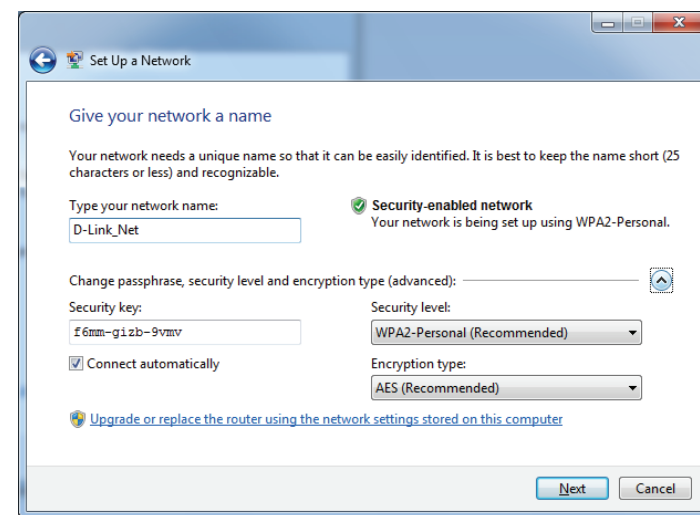 Set Up a Network
Give your network a name
Your network needs a unique name so that it can be easily identified. It is best to keep the name short (25
characters or less) and recognizable.
Type your network name:
D-Link_Net
Security-enabled network
Your network is being set up using WPA2-Personal.
Change passphrase, security level and encryption type (advanced):
Security key:
f6mm-gizb-9vmv
Security level:
WPA2-Personal (Recommended)
Connect automatically
Encryption type:
AES (Recommended)
Upgrade or replace the router using the network settings stored on this computer
Next
Cancel